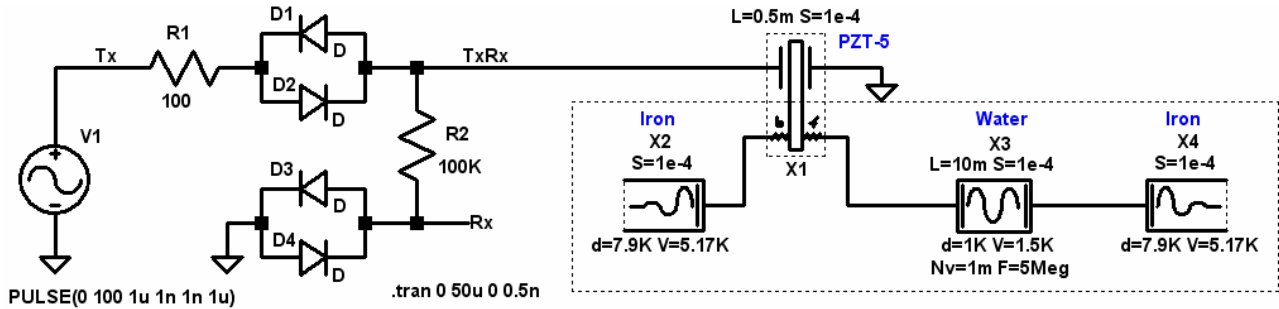 L=0.5m S=1e-4
PZT-5
D1
D
R1
Tx
100
D2
D
TxRx
V1
R2
100K
D3
D
D4
D
Rx
PULSE(0 100 1u 1n 1n 1u)
.tran 0 50u 0 0.5n
b f
X1
Iron
X2
S=1e-4
d=7.9K V=5.17K
Water
X3
L=10m S=1e-4
d=1K V=1.5K
Nv=1m F=5Meg
Iron
X4
S=1e-4
d=7.9K V=5.17K